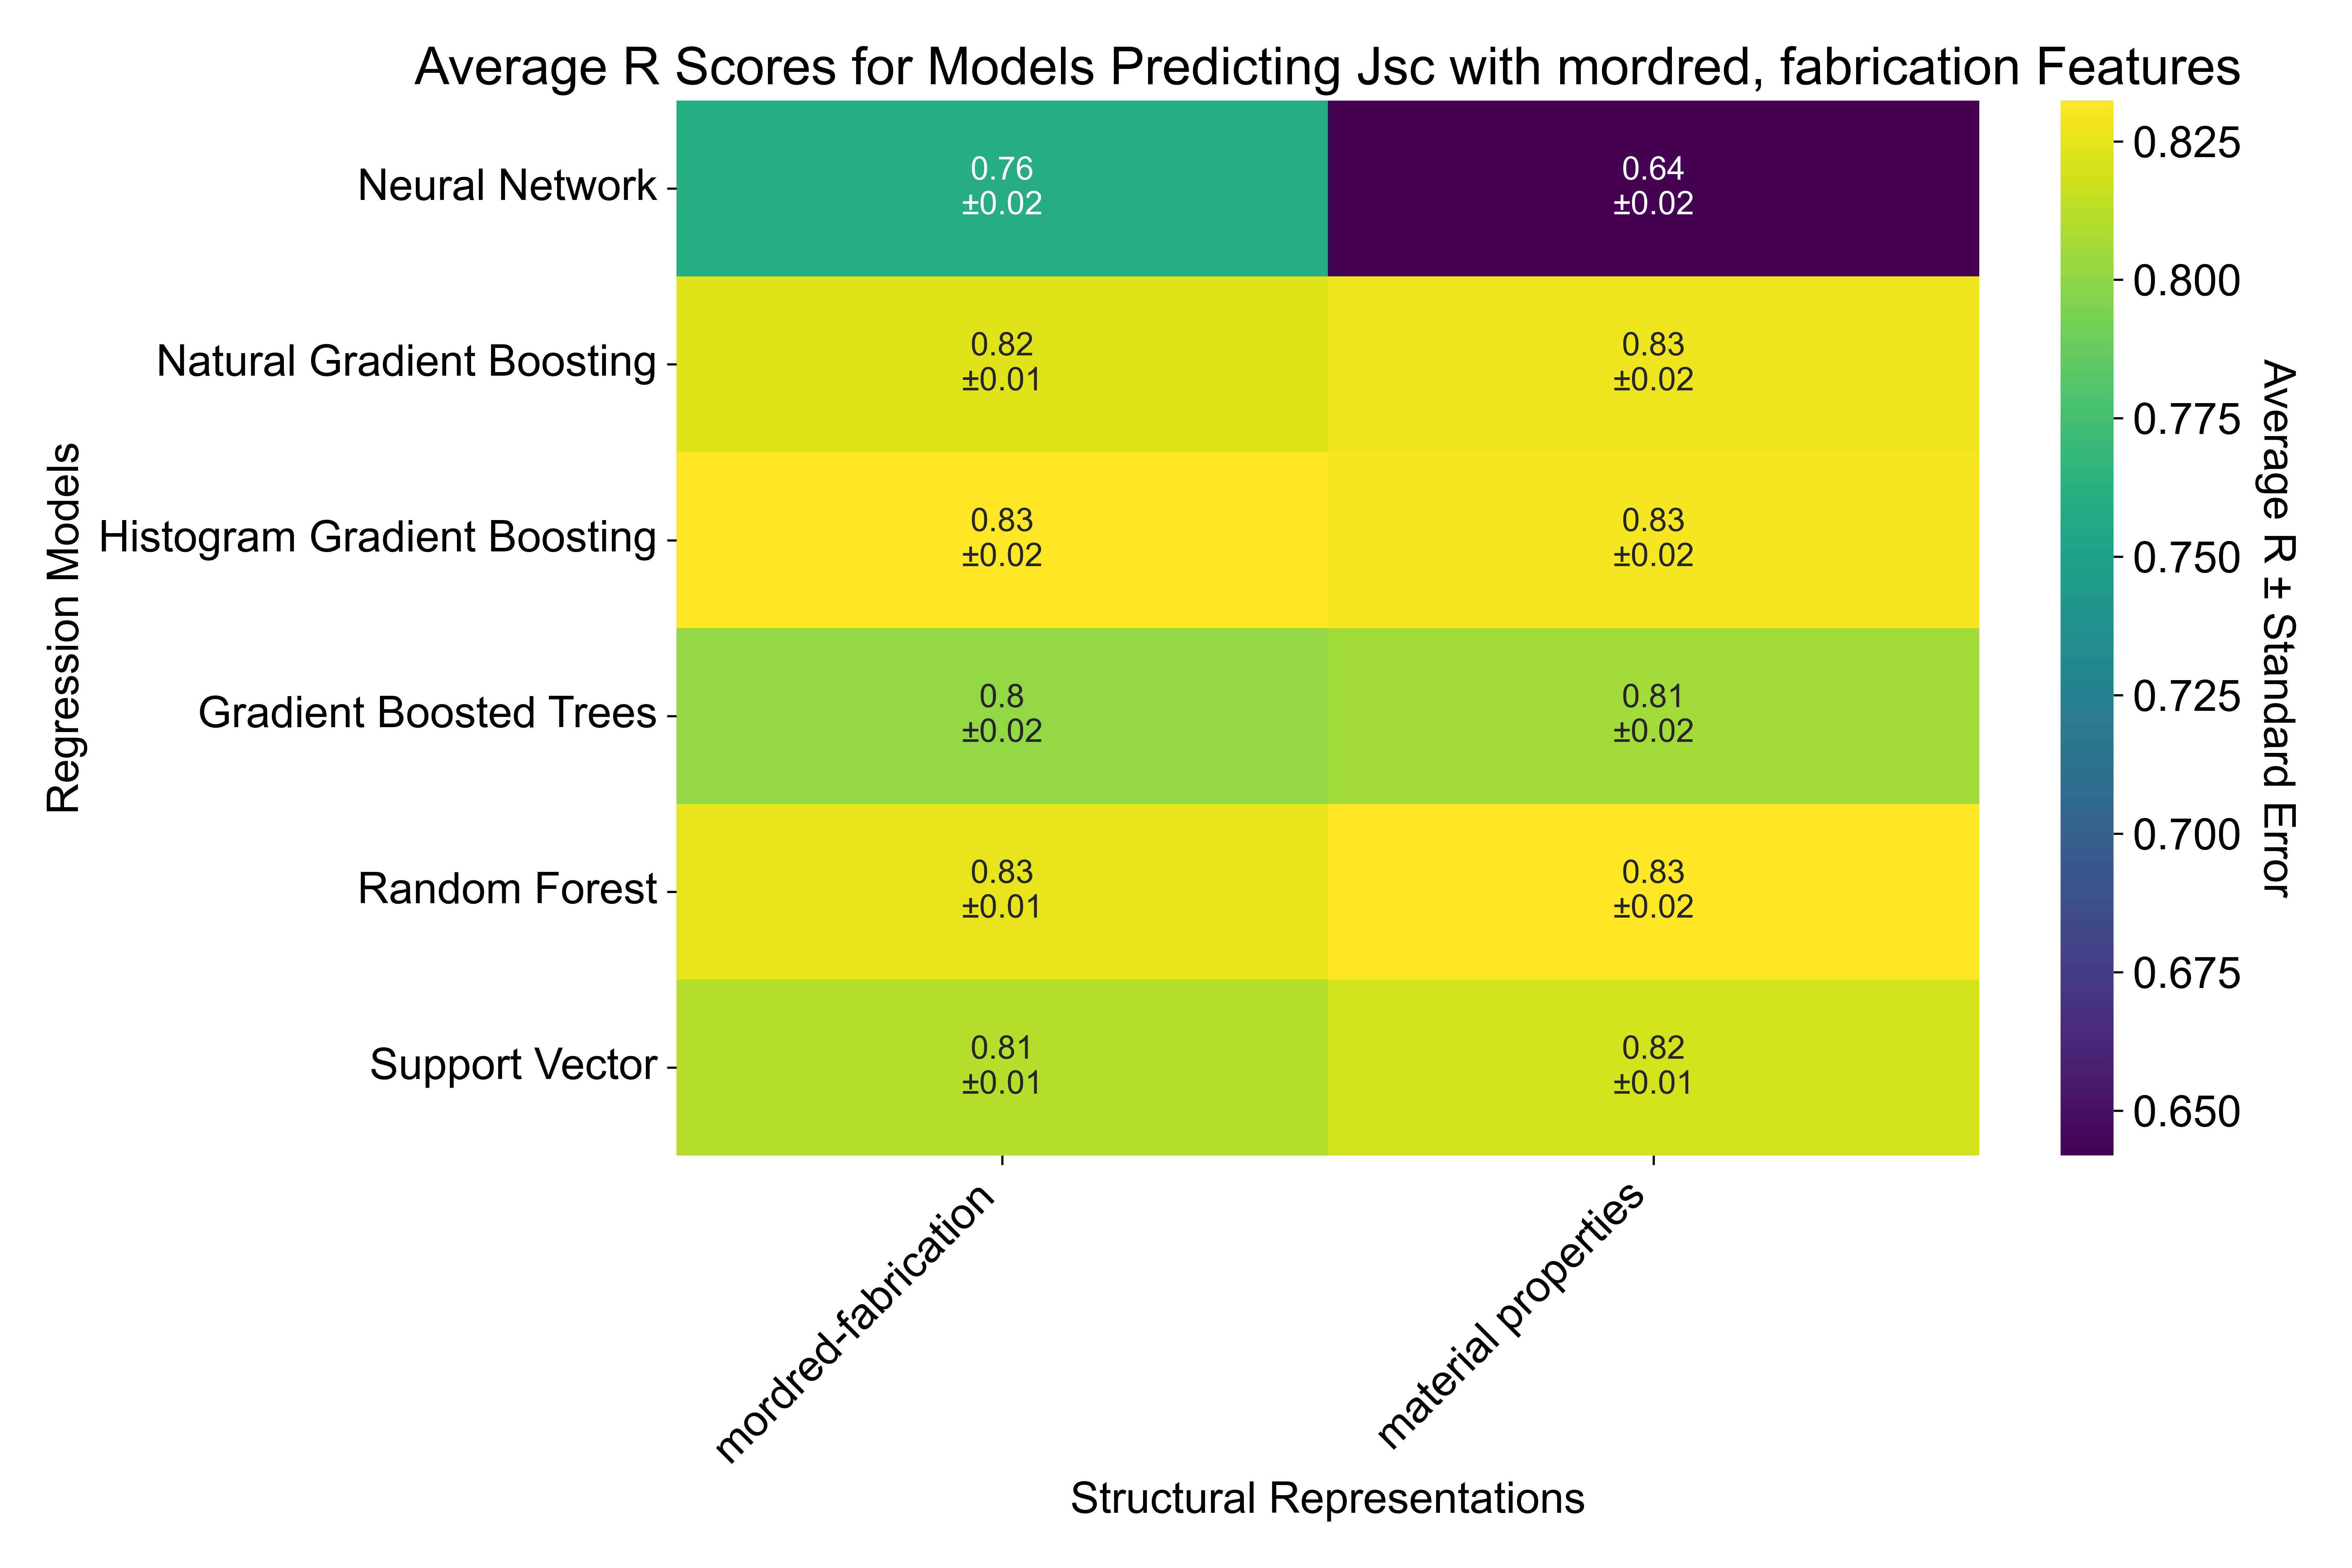 Average R Scores for Models Predicting Jsc with mordred, fabrication Features
Regression Models
Neural Network
0.76
±0.02
0.64
±0.02
Natural Gradient Boosting
0.82
±0.01
0.83
±0.02
Histogram Gradient Boosting
0.83
±0.02
0.83
±0.02
Gradient Boosted Trees
0.8
±0.02
0.81
±0.02
Random Forest
0.83
±0.01
0.83
±0.02
Support Vector
0.81
±0.01
0.82
±0.01
mordred-fabrication
material properties
Structural Representations
0.825
0.800
0.775
0.750
0.725
0.700
0.675
0.650
Average R ± Standard Error